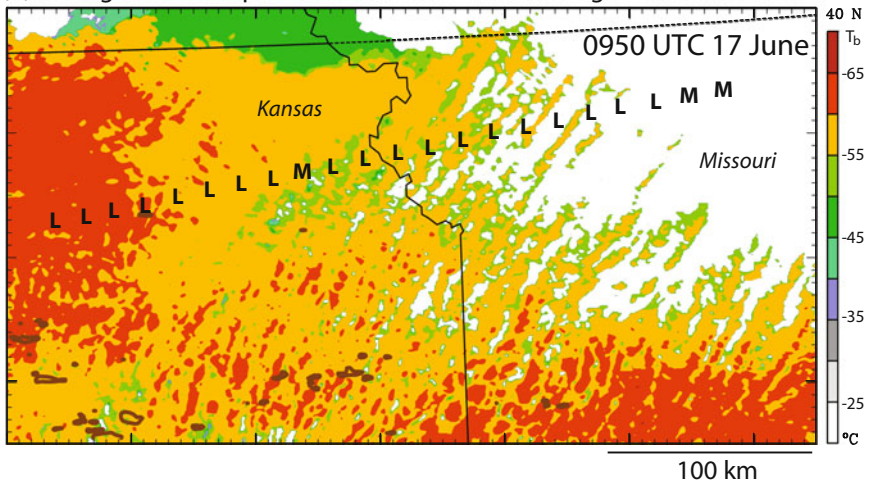 40 N
Tb
0950 UTC 17 June
-65
Kansas
L L L L L L L L M L L L L L L L L L L L M M
-55
Missouri
-45
-35
-25
°C
100 km